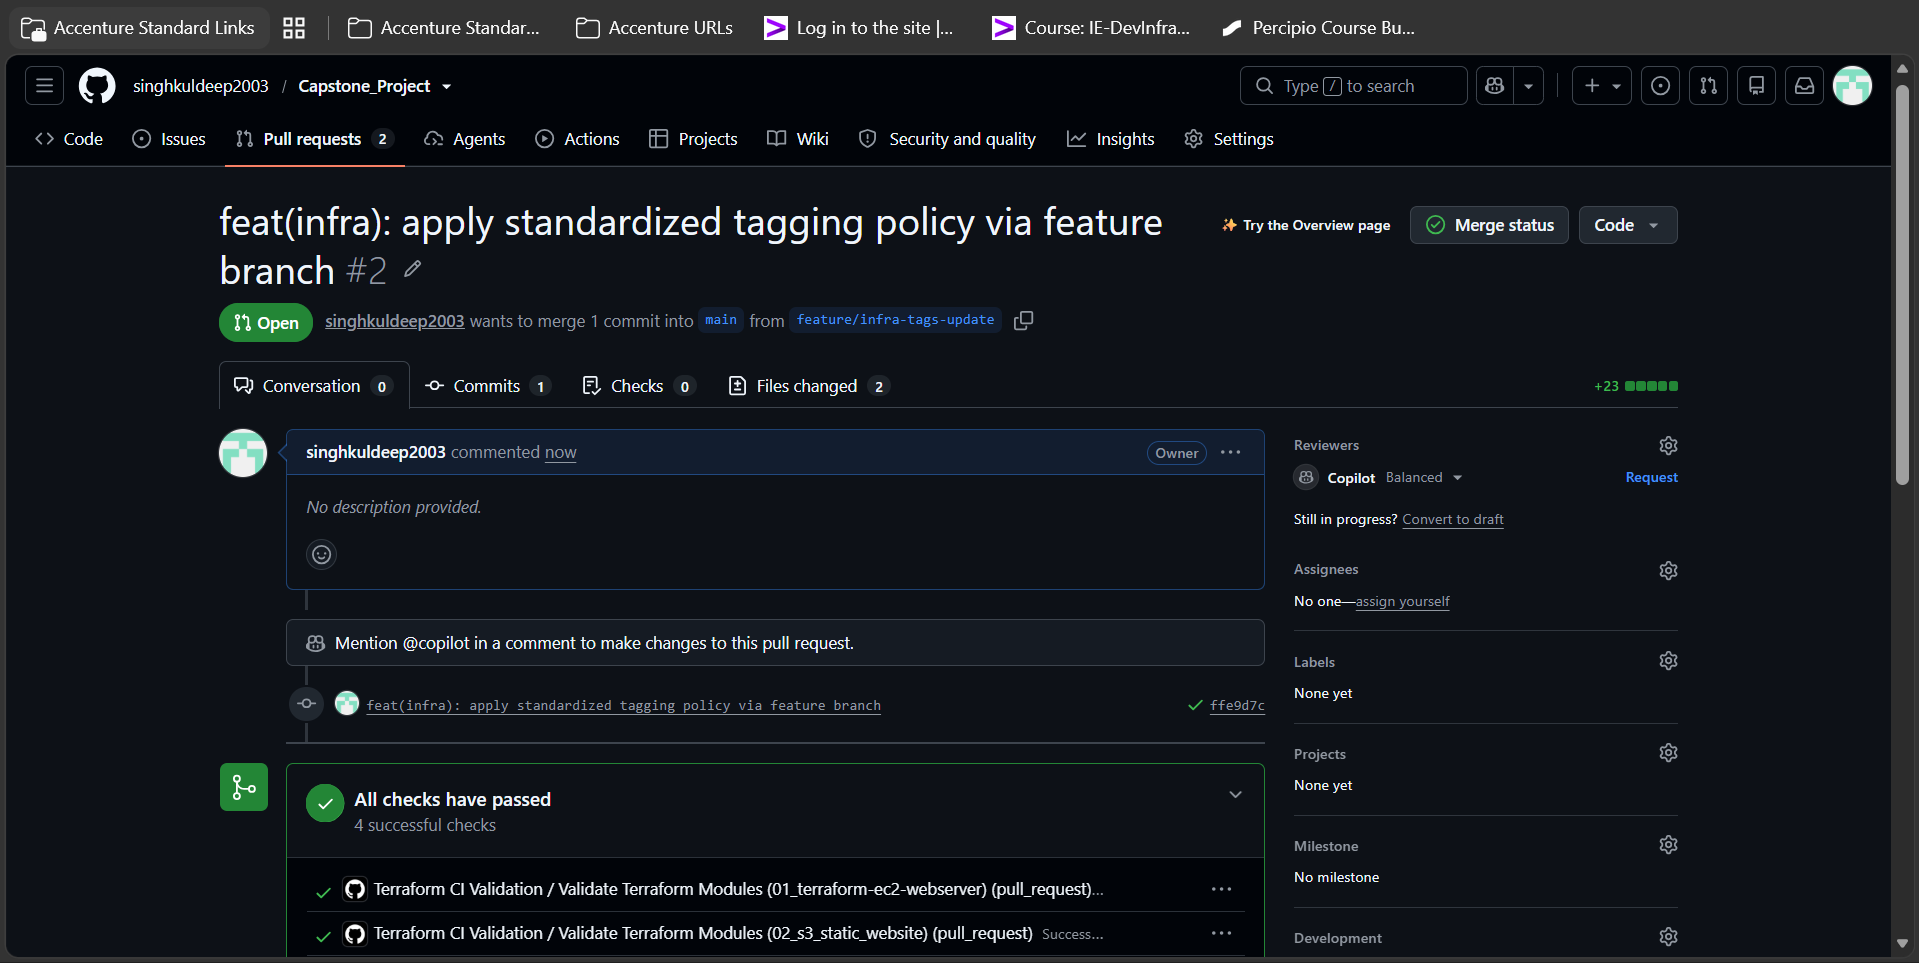 Accenture Standard Links
Accenture Standar...
Accenture URLs
Log in to the site |...
Course: IE-DevInfra...
Percipio Course Bu...
singhkuldeep2003 / Capstone_Project
Type / to search
Code
Issues
Pull requests 2
Agents
Actions
Projects
Wiki
Security and quality
Insights
Settings
feat(infra): apply standardized tagging policy via feature
branch #2
Try the Overview page
Merge status
Code
Open
singhkuldeep2003 wants to merge 1 commit into main from feature/infra-tags-update
Conversation 0
Commits 1
Checks 0
Files changed 2
+23
singhkuldeep2003 commented now
Owner
No description provided.
Mention @copilot in a comment to make changes to this pull request.
feat(infra): apply standardized tagging policy via feature branch
ffe9d7c
All checks have passed
4 successful checks
Terraform CI Validation / Validate Terraform Modules (01_terraform-ec2-webserver) (pull_request)...
Terraform CI Validation / Validate Terraform Modules (02_s3_static_website) (pull_request) Success...
Reviewers
Copilot Balanced
Request
Still in progress? Convert to draft
Assignees
No one—assign yourself
Labels
None yet
Projects
None yet
Milestone
No milestone
Development